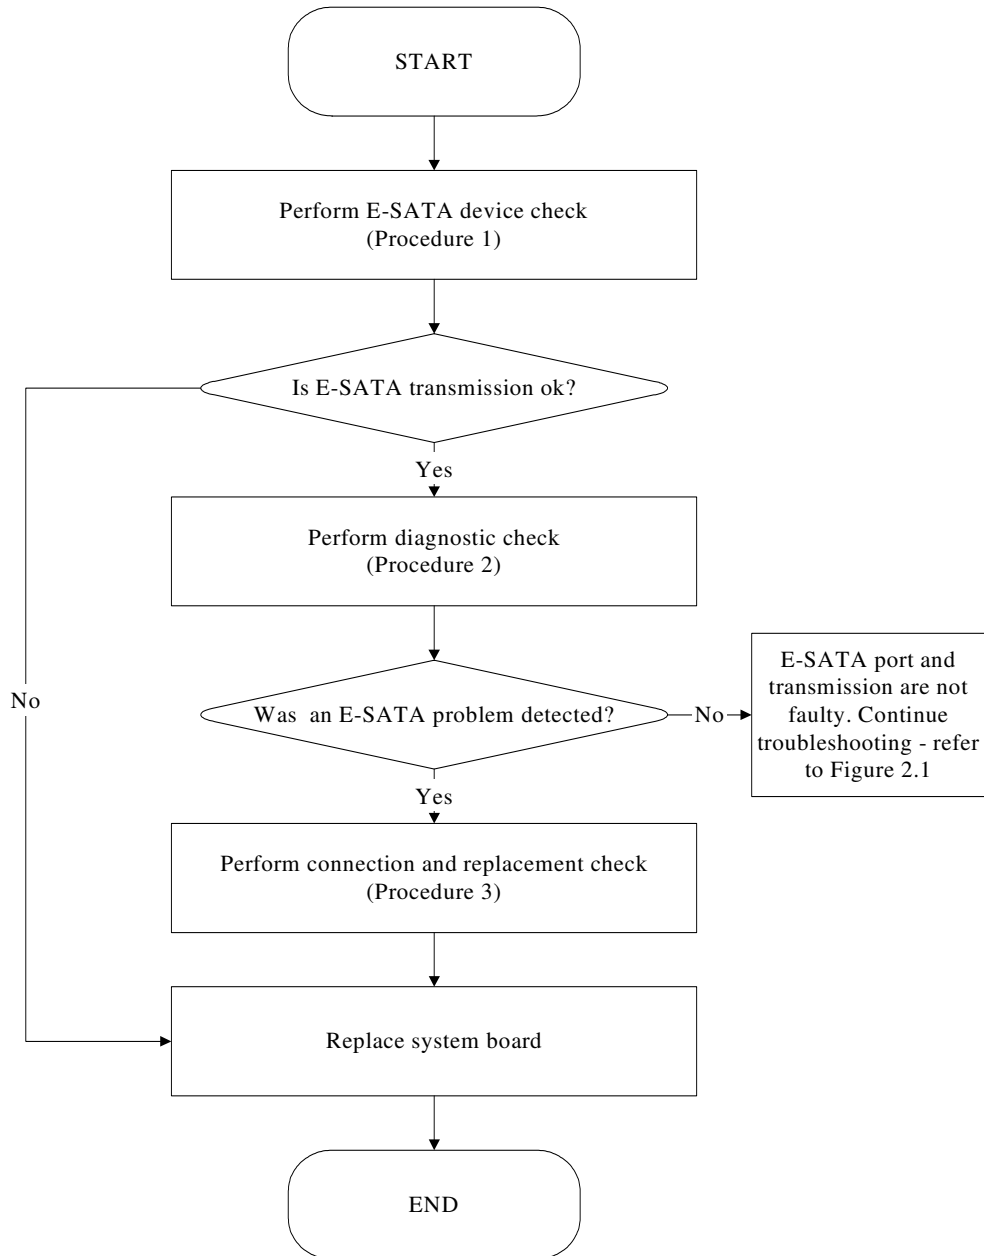 START
Perform E-SATA device check
(Procedure 1)
Is E-SATA transmission ok?
Yes
Perform diagnostic check
(Procedure 2)
No
Was an E-SATA problem detected?
No
E-SATA port and
transmission are not
faulty. Continue
troubleshooting - refer
to Figure 2.1
Yes
Perform connection and replacement check
(Procedure 3)
Replace system board
END